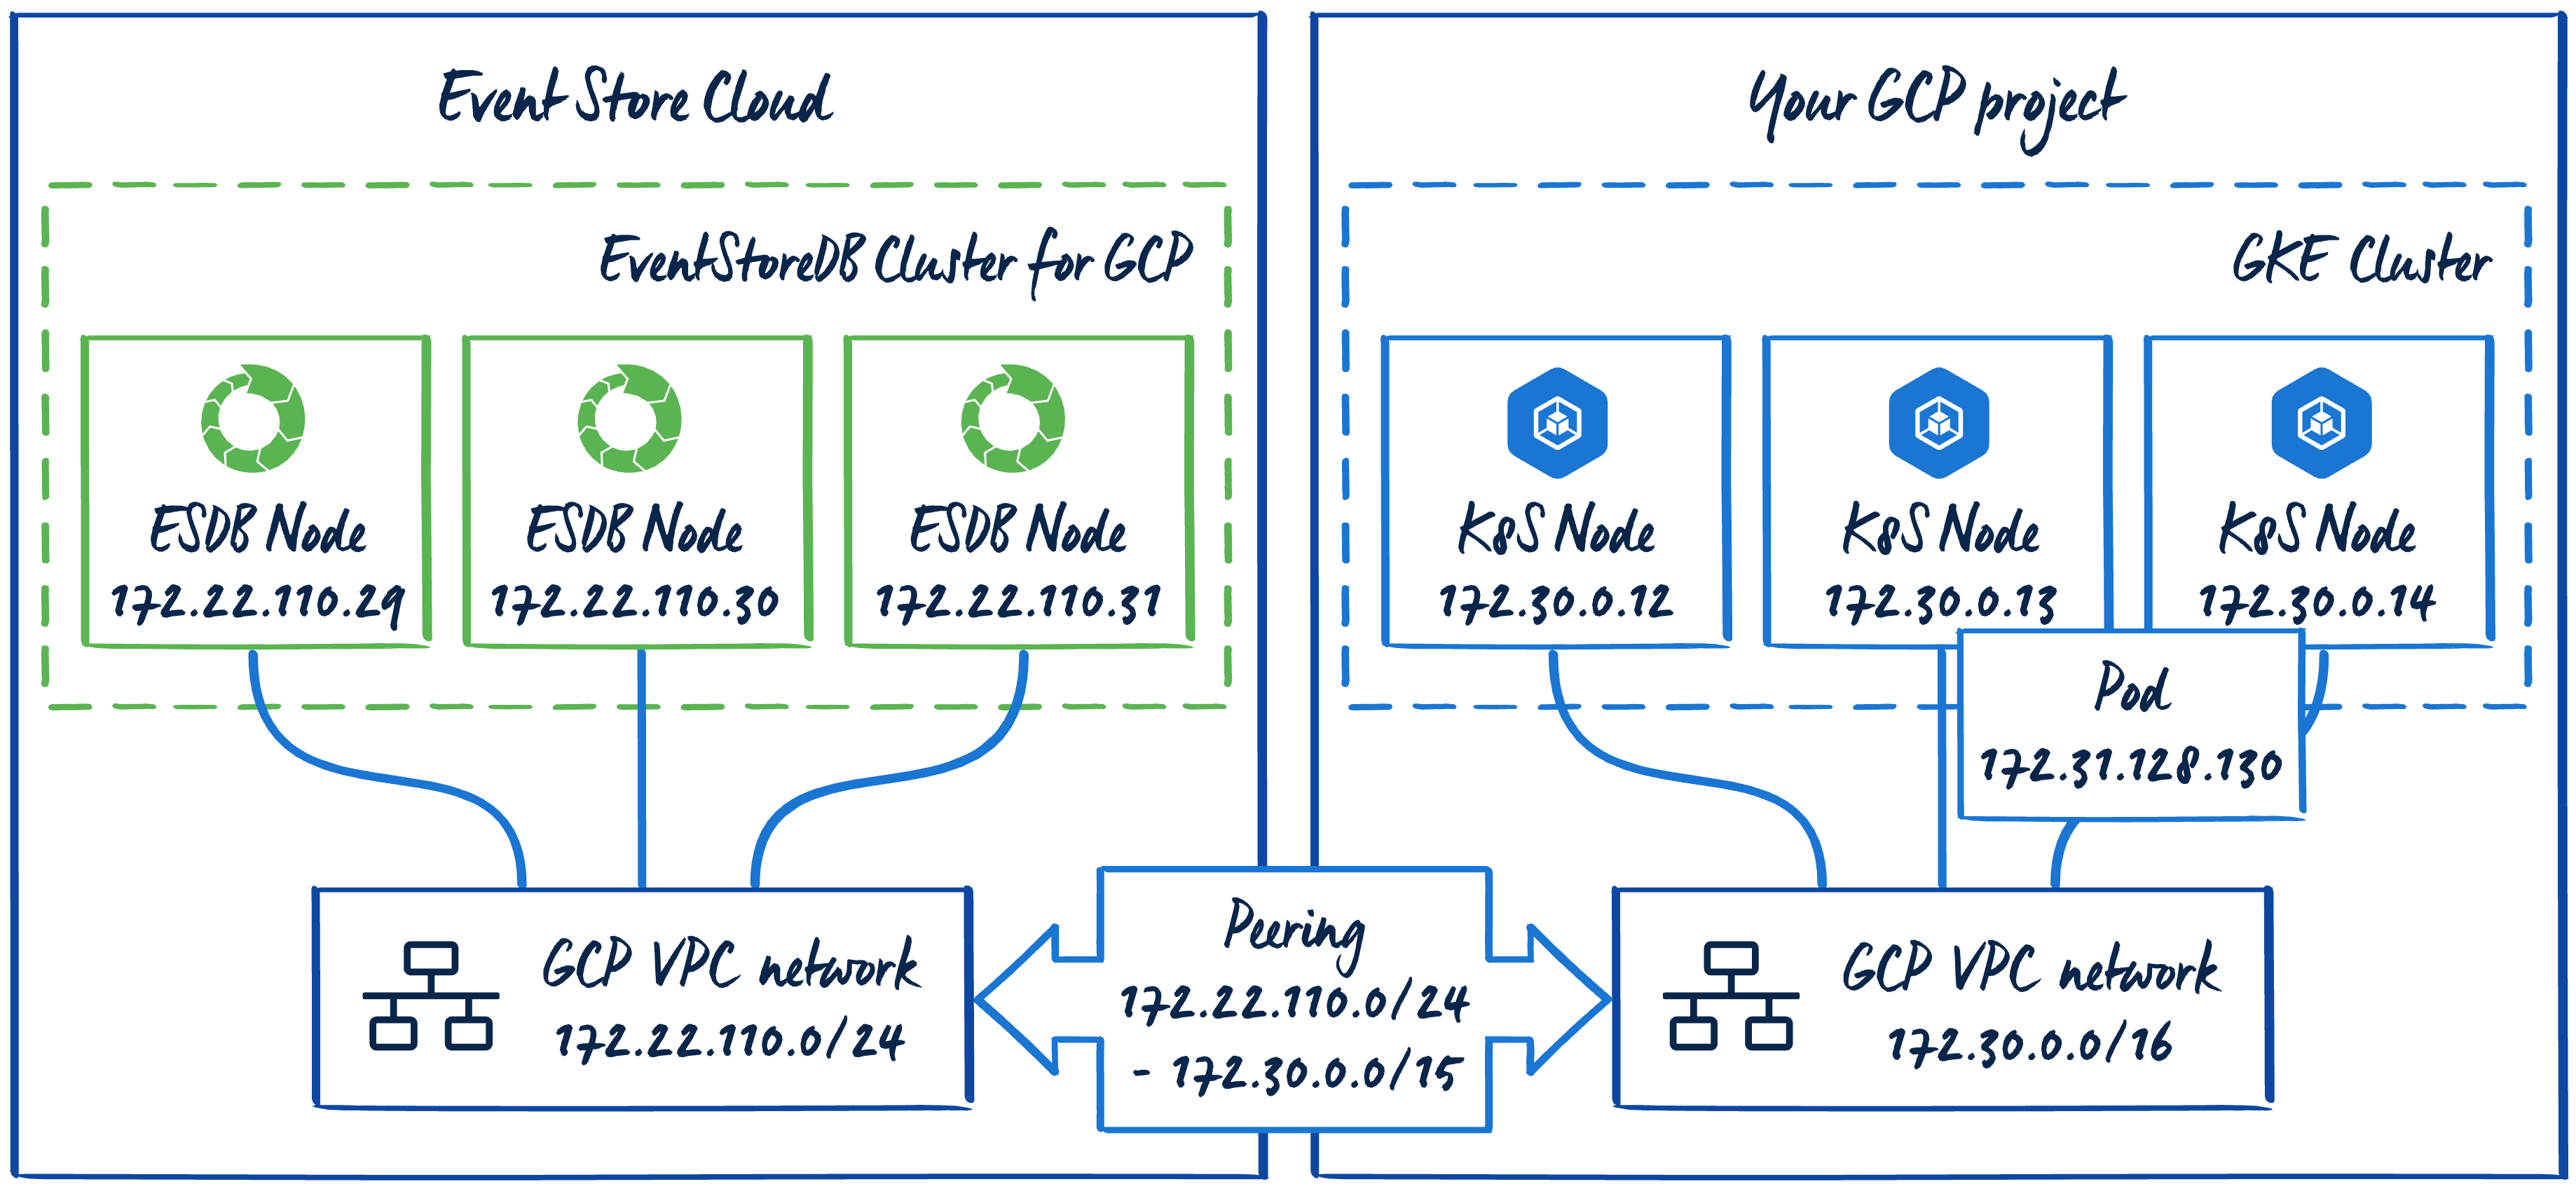 Event Store Cloud
EventStoreDB Cluster for GCP
ESDB Node
172.22.110.29
ESDB Node
172.22.110.30
ESDB Node
172.22.110.31
GCP VPC network
172.22.110.0/24
Peering
172.22.110.0/24
- 172.30.0.0/15
Your GCP project
GKE Cluster
K8S Node
172.30.0.12
K8S Node
172.30.0.13
K8S Node
172.30.0.14
Pod
172.31.128.130
GCP VPC network
172.30.0.0/16